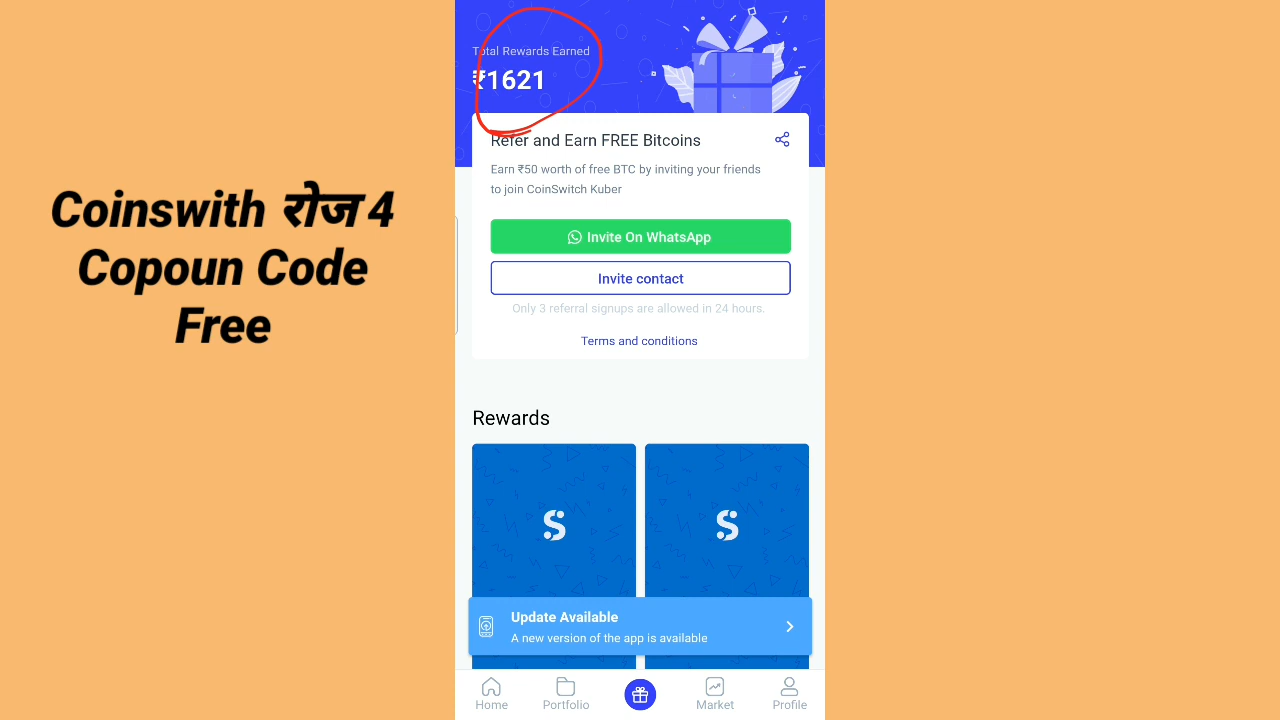 Coinswith रोज 4
Copoun Code
Free
Total Rewards Earned
₹1621
Refer and Earn FREE Bitcoins
Earn ₹50 worth of free BTC by inviting your friends
to join CoinSwitch Kuber
Invite On WhatsApp
Invite contact
Only 3 referral signups are allowed in 24 hours.
Terms and conditions
Rewards
Update Available
A new version of the app is available
Home Portfolio Market Profile